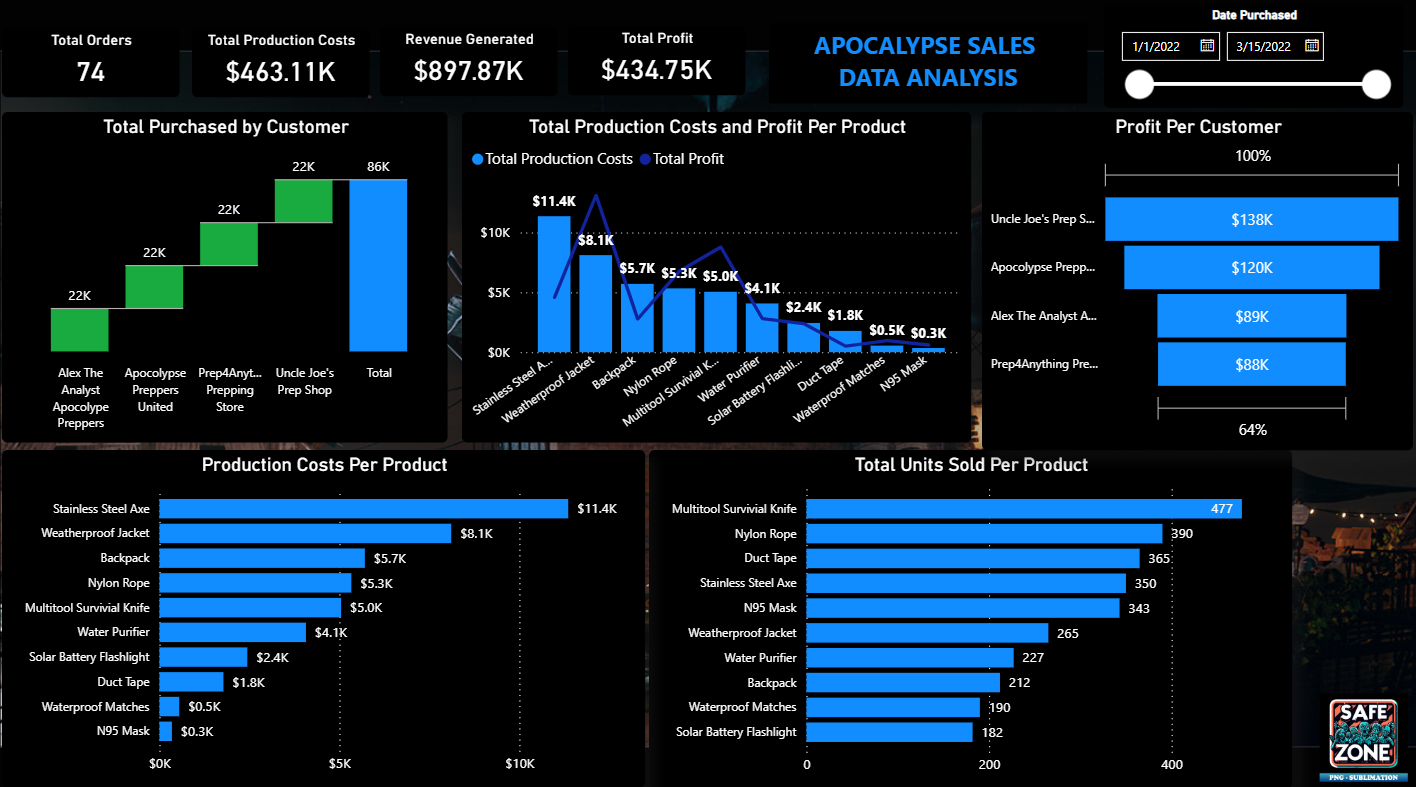 Total Orders
74
Total Production Costs
$463.11K
Revenue Generated
$897.87K
Total Profit
$434.75K
APOCALYPSE SALES
DATA ANALYSIS
Date Purchased
1/1/2022
3/15/2022
Total Purchased by Customer
22K
22K
22K
22K
86K
Alex The
Analyst
Apocolype
Preppers
Apocolypse
Preppers
United
Prep4Anyt...
Prepping
Store
Uncle Joe's
Prep Shop
Total
Total Production Costs and Profit Per Product
Total Production Costs
Total Profit
$10K
$5K
$0K
$11.4K
$8.1K
$5.7K
$5.3K
$5.0K
$4.1K
$2.4K
$1.8K
$0.5K
$0.3K
Stainless Steel A...
Weatherproof Jacket
Backpack
Nylon Rope
Multitool Survivial K...
Water Purifier
Solar Battery Flashli...
Duct Tape
Waterproof Matches
N95 Mask
Profit Per Customer
100%
Uncle Joe's Prep S...
$138K
Apocolypse Prepp...
$120K
Alex The Analyst A...
$89K
Prep4Anything Pre...
$88K
64%
Production Costs Per Product
Stainless Steel Axe
$11.4K
Weatherproof Jacket
$8.1K
Backpack
$5.7K
Nylon Rope
$5.3K
Multitool Survivial Knife
$5.0K
Water Purifier
$4.1K
Solar Battery Flashlight
$2.4K
Duct Tape
$1.8K
Waterproof Matches
$0.5K
N95 Mask
$0.3K
$0K
$5K
$10K
Total Units Sold Per Product
Multitool Survivial Knife
477
Nylon Rope
390
Duct Tape
365
Stainless Steel Axe
350
N95 Mask
343
Weatherproof Jacket
265
Water Purifier
227
Backpack
212
Waterproof Matches
190
Solar Battery Flashlight
182
0
200
400
SAFE
ZONE
PNG - SUBLIMATION